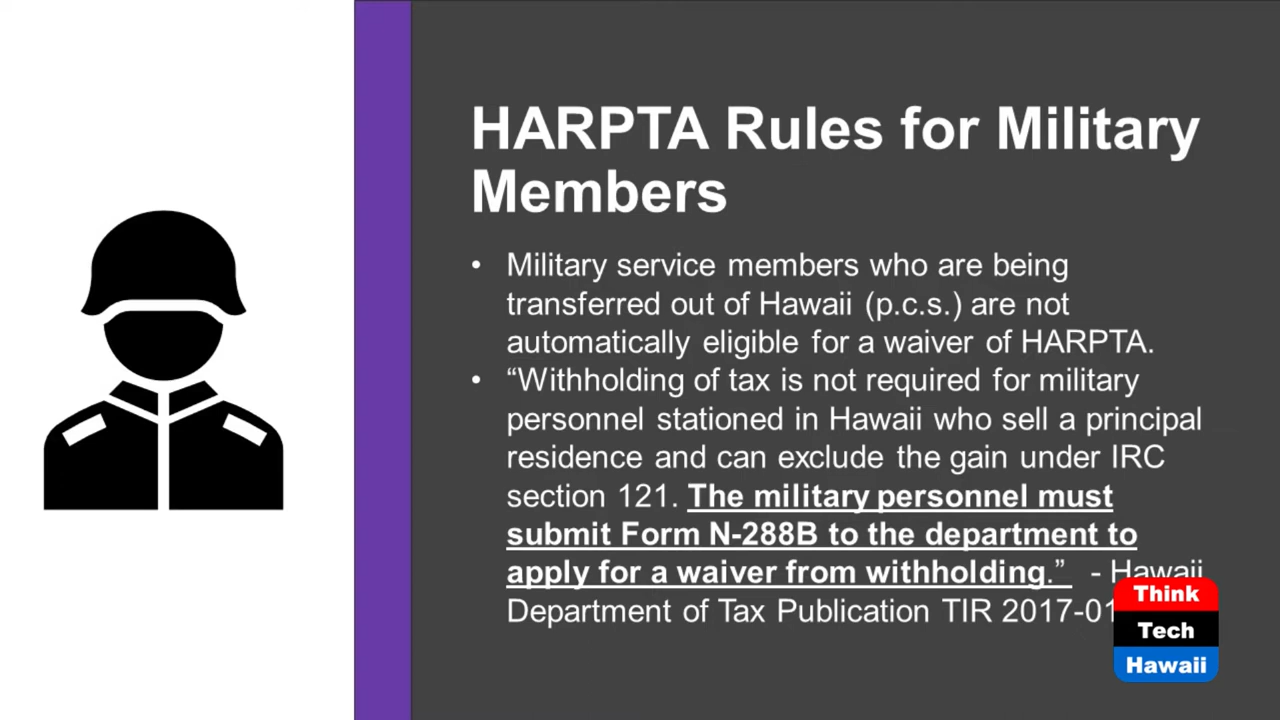 HARPTA Rules for Military
Members
• Military service members who are being
transferred out of Hawaii (p.c.s.) are not
automatically eligible for a waiver of HARPTA.
• “Withholding of tax is not required for military
personnel stationed in Hawaii who sell a principal
residence and can exclude the gain under IRC
section 121. The military personnel must
submit Form N-288B to the department to
apply for a waiver from withholding.” - Hawaii
Department of Tax Publication TIR 2017-01
Think
Tech
Hawaii